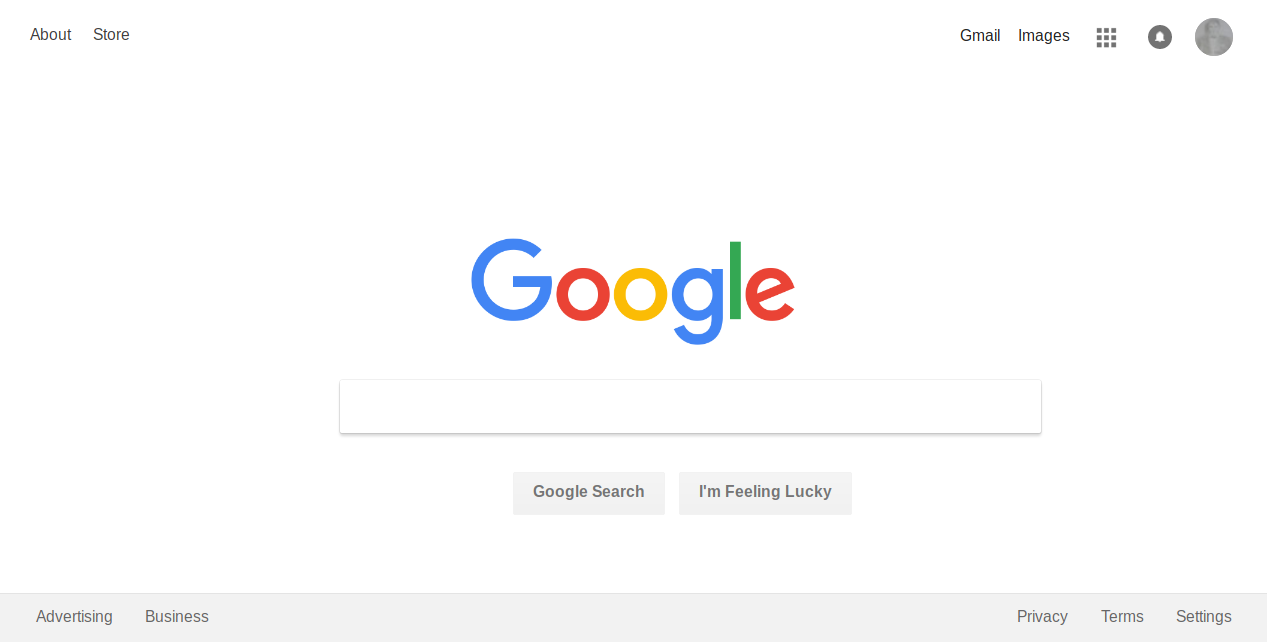 About Store Gmail Images
Google
Google Search I'm Feeling Lucky
Advertising Business Privacy Terms Settings